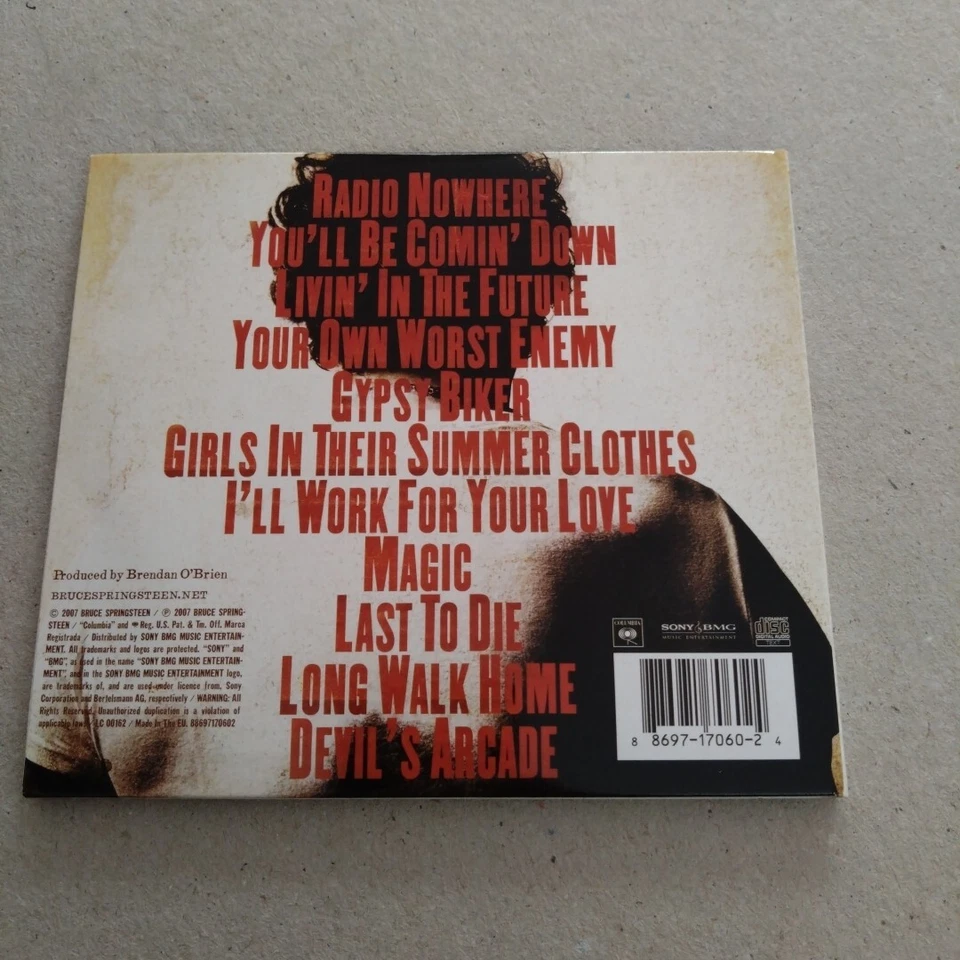 RADIO NOWHERE
YOU'LL BE COMIN' DOWN
LIVIN' IN THE FUTURE
YOUR OWN WORST ENEMY
GYPSY BIKER
GIRLS IN THEIR SUMMER CLOTHES
I'LL WORK FOR YOUR LOVE
MAGIC
LAST TO DIE
LONG WALK HOME
DEVIL'S ARCADE
Produced by Brendan O'Brien
BRUCESPRINGSTEEN.NET
© 2007 BRUCE SPRINGSTEEN / ℗ 2007 BRUCE SPRING-
STEEN / "Columbia" and Reg. U.S. Pat. & Tm. Off. Marca
Registrada / Distributed by SONY BMG MUSIC ENTERTAIN-
MENT. All trademarks and logos are protected. "SONY" and
"BMG", as used in the name "SONY BMG MUSIC ENTERTAIN-
MENT", and in the SONY BMG MUSIC ENTERTAINMENT logo,
are trademarks of, and are used under license from, Sony
Corporation and Bertelsmann AG, respectively / WARNING: All
Rights Reserved. Unauthorized duplication is a violation of
applicable laws. LC 00162 / Made In The EU. 88697170602
COLUMBIA
SONY BMG
MUSIC ENTERTAINMENT
COMPACT
disc
DIGITAL AUDIO
8 8697-17060-2 4